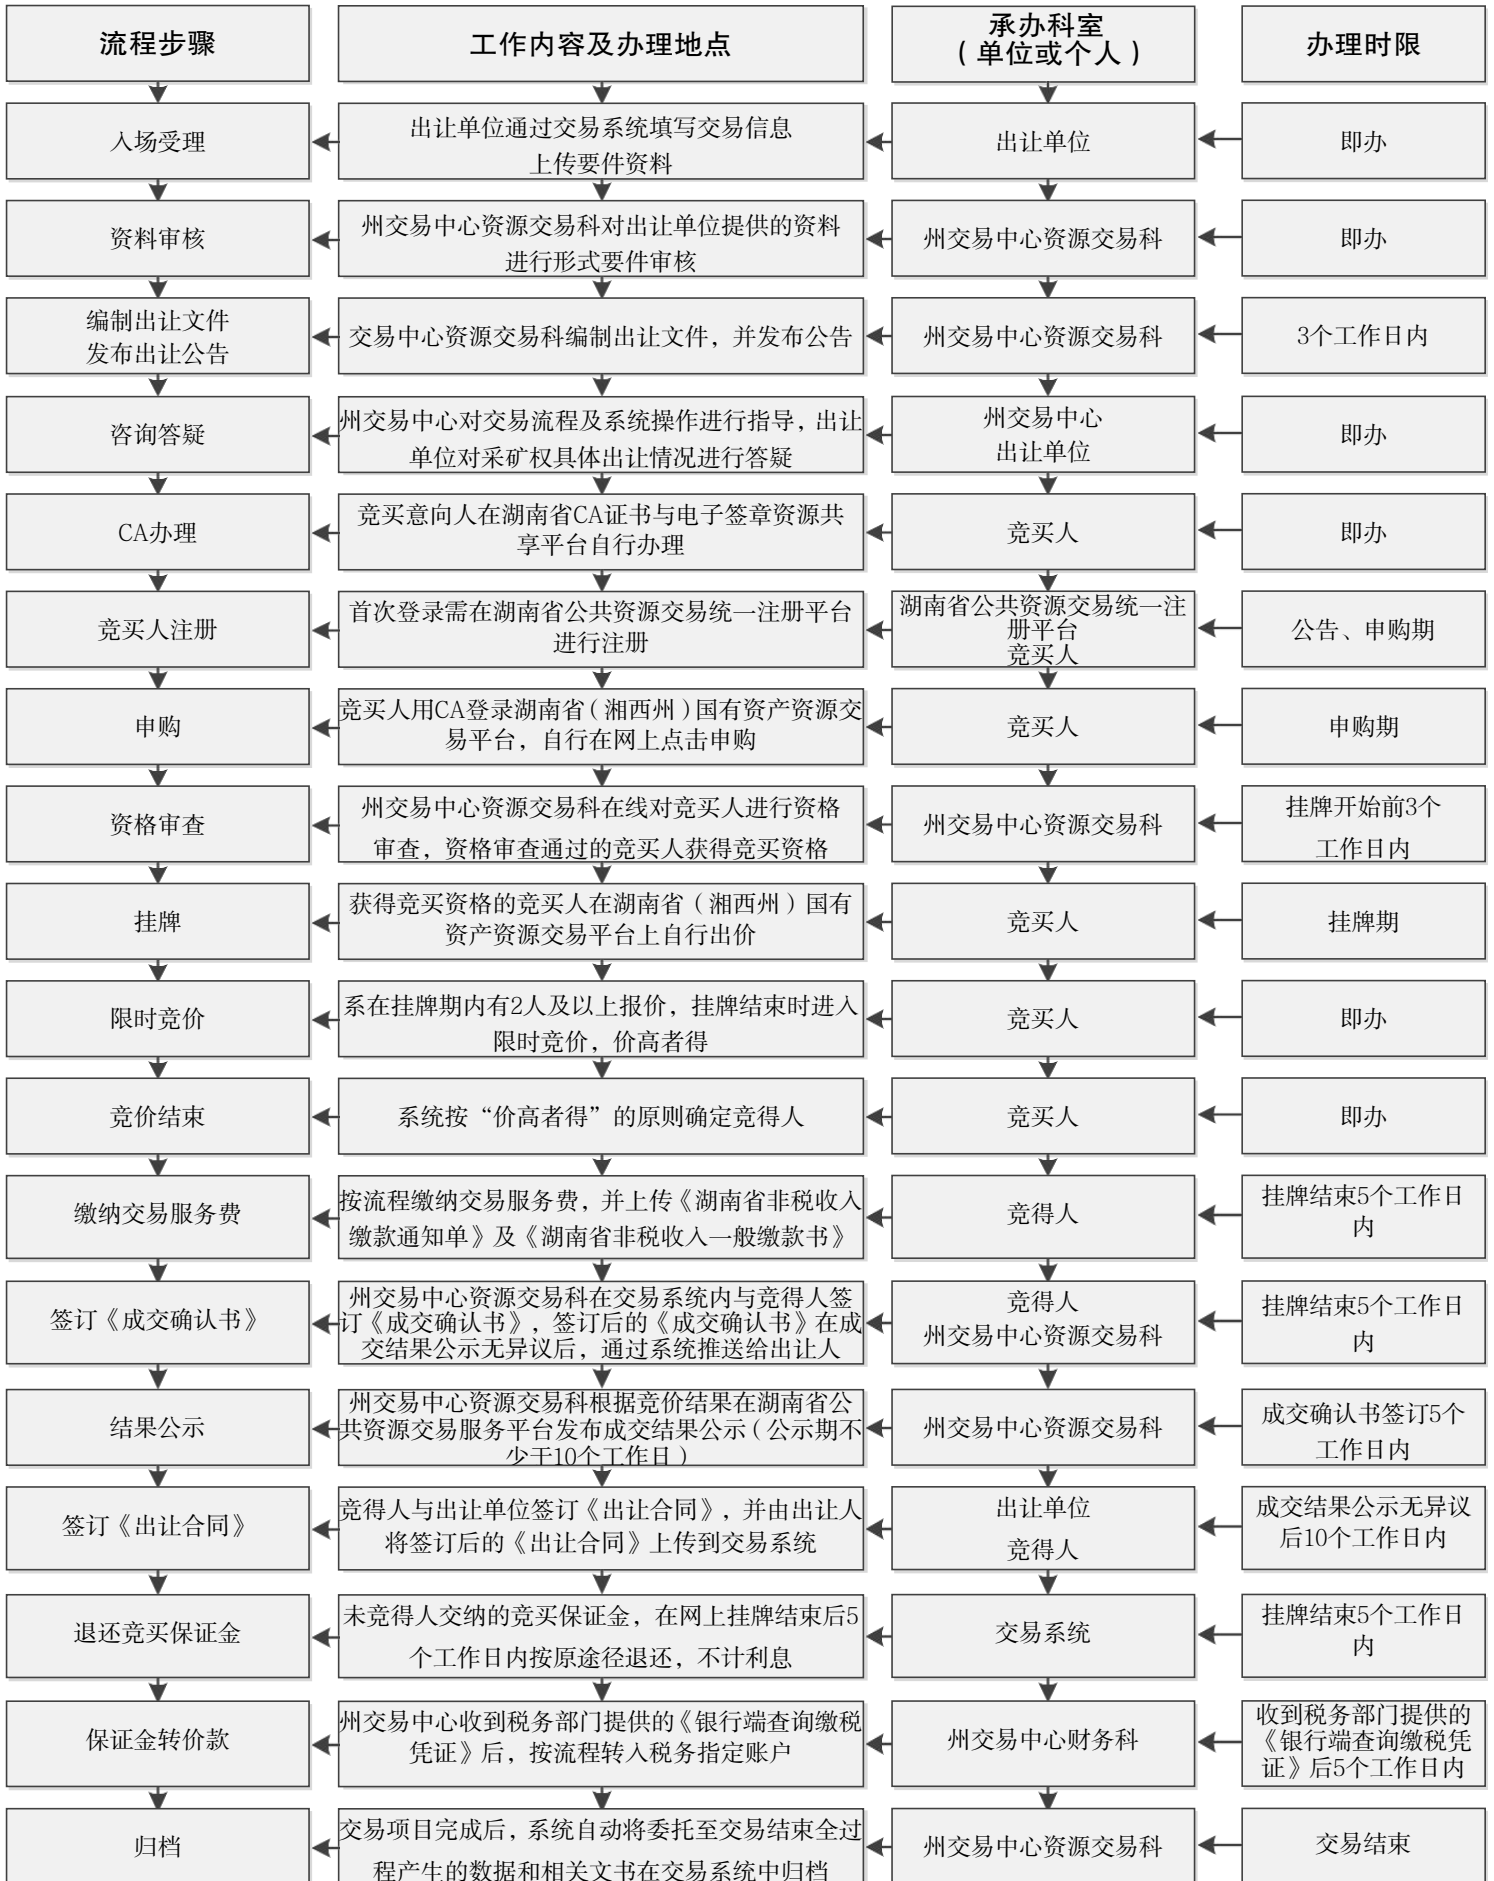 流程步骤
工作内容及办理地点
承办科室
（单位或个人）
办理时限
入场受理
出让单位通过交易系统填写交易信息
上传要件资料
出让单位
即办
资料审核
州交易中心资源交易科对出让单位提供的资料
进行形式要件审核
州交易中心资源交易科
即办
编制出让文件
发布出让公告
交易中心资源交易科编制出让文件，并发布公告
州交易中心资源交易科
3个工作日内
咨询答疑
州交易中心对交易流程及系统操作进行指导，出让
单位对采矿权具体出让情况进行答疑
州交易中心
出让单位
即办
CA办理
竞买意向人在湖南省CA证书与电子签章资源共
享平台自行办理
竞买人
即办
竞买人注册
首次登录需在湖南省公共资源交易统一注册平台
进行注册
湖南省公共资源交易统一注
册平台
竞买人
公告、申购期
申购
竞买人用CA登录湖南省（湘西州）国有资产资源交
易平台，自行在网上点击申购
竞买人
申购期
资格审查
州交易中心资源交易科在线对竞买人进行资格
审查，资格审查通过的竞买人获得竞买资格
州交易中心资源交易科
挂牌开始前3个
工作日内
挂牌
获得竞买资格的竞买人在湖南省（湘西州）国有
资产资源交易平台上自行出价
竞买人
挂牌期
限时竞价
系在挂牌期内有2人及以上报价，挂牌结束时进入
限时竞价，价高者得
竞买人
即办
竞价结束
系统按“价高者得”的原则确定竞得人
竞买人
即办
缴纳交易服务费
按流程缴纳交易服务费，并上传《湖南省非税收入
缴款通知单》及《湖南省非税收入一般缴款书》
竞得人
挂牌结束5个工作日
内
签订《成交确认书》
州交易中心资源交易科在交易系统内与竞得人签
订《成交确认书》，签订后的《成交确认书》在成
交结果公示无异议后，通过系统推送给出让人
竞得人
州交易中心资源交易科
挂牌结束5个工作日
内
结果公示
州交易中心资源交易科根据竞价结果在湖南省公
共资源交易服务平台发布成交结果公示（公示期不
少于10个工作日）
州交易中心资源交易科
成交确认书签订5个
工作日内
签订《出让合同》
竞得人与出让单位签订《出让合同》，并由出让人
将签订后的《出让合同》上传到交易系统
出让单位
竞得人
成交结果公示无异议
后10个工作日内
退还竞买保证金
未竞得人交纳的竞买保证金，在网上挂牌结束后5
个工作日内按原途径退还，不计利息
交易系统
挂牌结束5个工作日
内
保证金转价款
州交易中心收到税务部门提供的《银行端查询缴税
凭证》后，按流程转入税务指定账户
州交易中心财务科
收到税务部门提供的
《银行端查询缴税凭
证》后5个工作日内
归档
交易项目完成后，系统自动将委托至交易结束全过
程产生的数据和相关文书在交易系统中归档
州交易中心资源交易科
交易结束